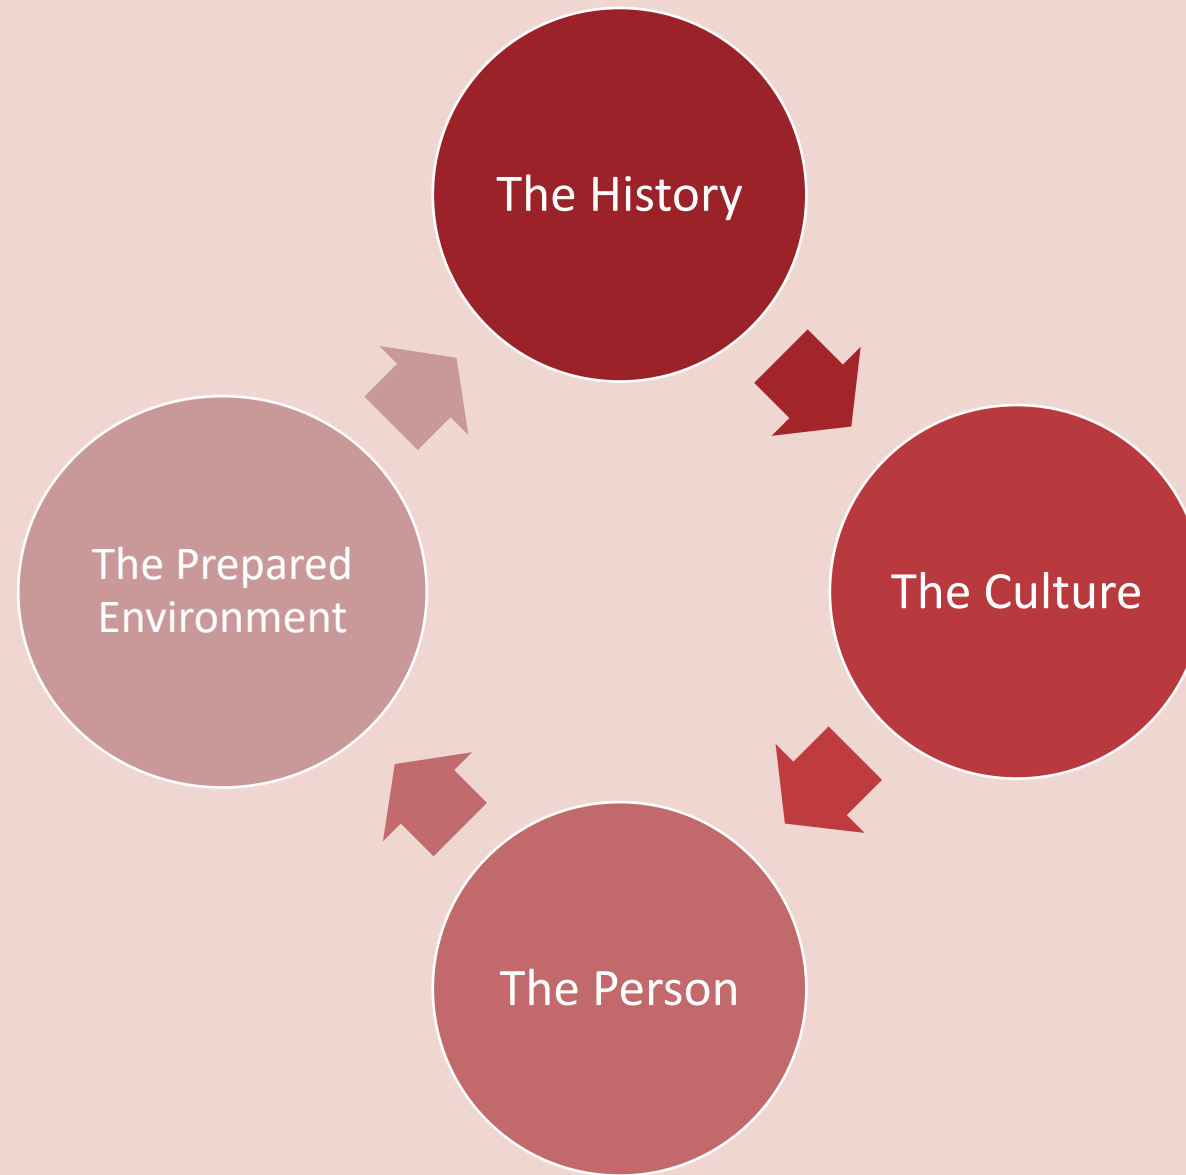 The History
The Culture
The Person
The Prepared
Environment